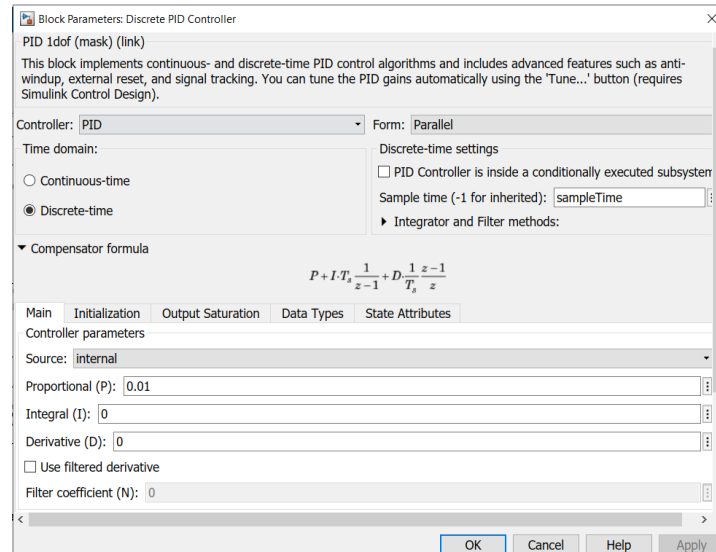 Block Parameters: Discrete PID Controller
PID 1dof (mask) (link)
This block implements continuous- and discrete-time PID control algorithms and includes advanced features such as anti-
windup, external reset, and signal tracking. You can tune the PID gains automatically using the 'Tune...' button (requires
Simulink Control Design).
Controller: PID Form: Parallel
Time domain: Discrete-time settings
PID Controller is inside a conditionally executed subsystem
Continuous-time
Sample time (-1 for inherited): sampleTime
Discrete-time
Integrator and Filter methods:
Compensator formula
P + I·T_s 1/(z−1) + D·1/T_s (z−1)/z
Main Initialization Output Saturation Data Types State Attributes
Controller parameters
Source: internal
Proportional (P): 0.01
Integral (I): 0
Derivative (D): 0
Use filtered derivative
Filter coefficient (N): 0
OK Cancel Help Apply